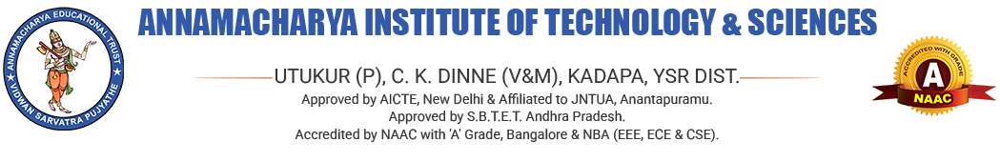 ANNAMACHARYA EDUCATIONAL TRUST
VIDWAN SARVATRA PUJYATHE
ANNAMACHARYA INSTITUTE OF TECHNOLOGY & SCIENCES
UTUKUR (P), C. K. DINNE (V&M), KADAPA, YSR DIST.
Approved by AICTE, New Delhi & Affiliated to JNTUA, Anantapuramu.
Approved by S.B.T.E.T. Andhra Pradesh.
Accredited by NAAC with 'A' Grade, Bangalore & NBA (EEE, ECE & CSE).
ACCREDITED WITH GRADE
A
NAAC